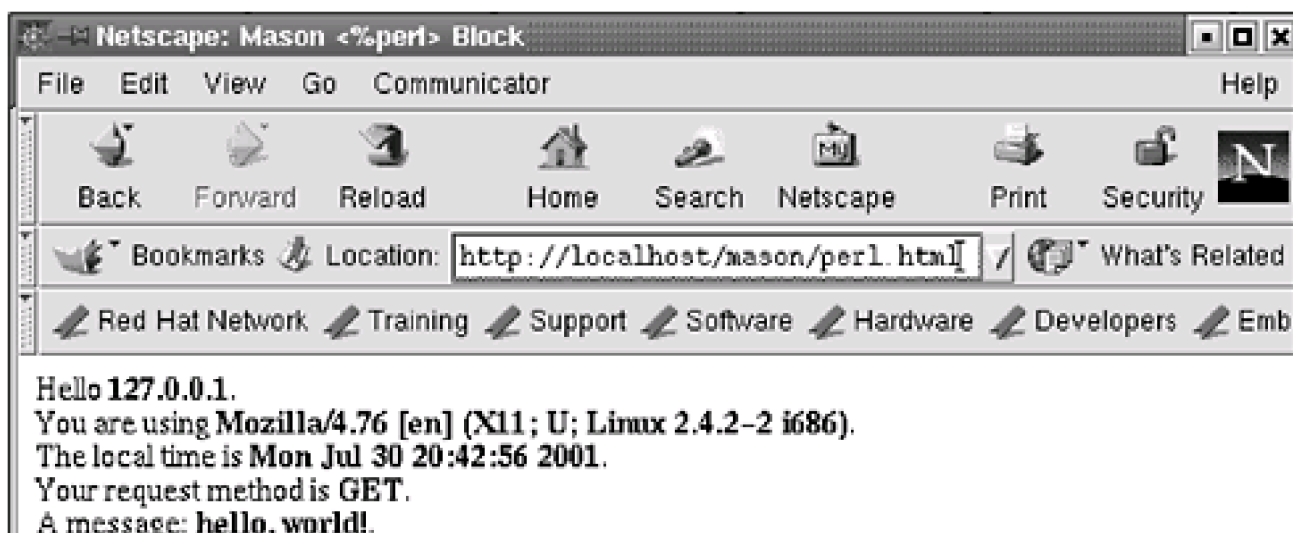 Netscape: Mason <%perl> Block
File Edit View Go Communicator Help
My N
Back Forward Reload Home Search Netscape Print Security
Bookmarks Location: http://localhost/mason/perl.html What's Related
Red Hat Network Training Support Software Hardware Developers Emb
Hello 127.0.0.1.
You are using Mozilla/4.76 [en] (X11; U; Linux 2.4.2-2 i686).
The local time is Mon Jul 30 20:42:56 2001.
Your request method is GET.
A message: hello, world!.